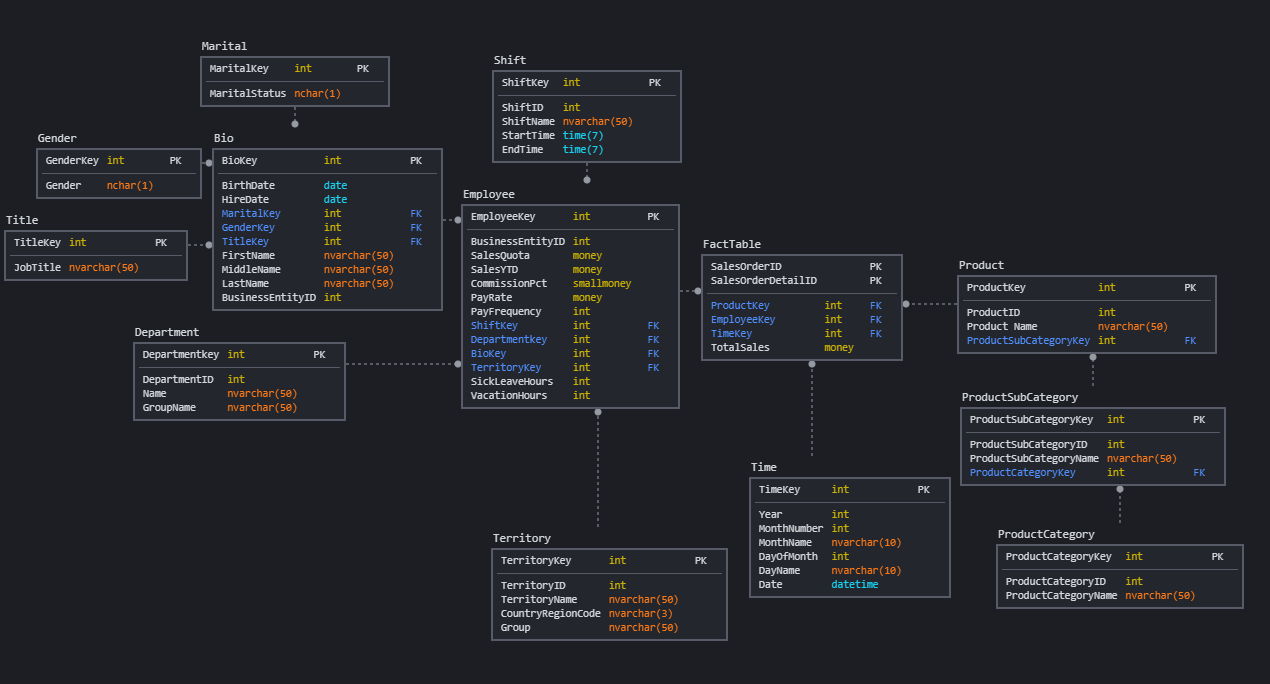 Marital
MaritalKey int PK
MaritalStatus nchar(1)
Shift
ShiftKey int PK
ShiftID int
ShiftName nvarchar(50)
StartTime time(7)
EndTime time(7)
Gender
GenderKey int PK
Gender nchar(1)
Bio
BioKey int PK
BirthDate date
HireDate date
MaritalKey int FK
GenderKey int FK
TitleKey int FK
FirstName nvarchar(50)
MiddleName nvarchar(50)
LastName nvarchar(50)
BusinessEntityID int
Title
TitleKey int PK
JobTitle nvarchar(50)
Employee
EmployeeKey int PK
BusinessEntityID int
SalesQuota money
SalesYTD money
CommissionPct smallmoney
PayRate money
PayFrequency int
ShiftKey int FK
Departmentkey int FK
BioKey int FK
TerritoryKey int FK
SickLeaveHours int
VacationHours int
Department
Departmentkey int PK
DepartmentID int
Name nvarchar(50)
GroupName nvarchar(50)
FactTable
SalesOrderID PK
SalesOrderDetailID PK
ProductKey int FK
EmployeeKey int FK
TimeKey int FK
TotalSales money
Product
ProductKey int PK
ProductID int
Product Name nvarchar(50)
ProductSubCategoryKey int FK
ProductSubCategory
ProductSubCategoryKey int PK
ProductSubCategoryID int
ProductSubCategoryName nvarchar(50)
ProductCategoryKey int FK
Time
TimeKey int PK
Year int
MonthNumber int
MonthName nvarchar(10)
DayOfMonth int
DayName nvarchar(10)
Date datetime
Territory
TerritoryKey int PK
TerritoryID int
TerritoryName nvarchar(50)
CountryRegionCode nvarchar(3)
Group nvarchar(50)
ProductCategory
ProductCategoryKey int PK
ProductCategoryID int
ProductCategoryName nvarchar(50)